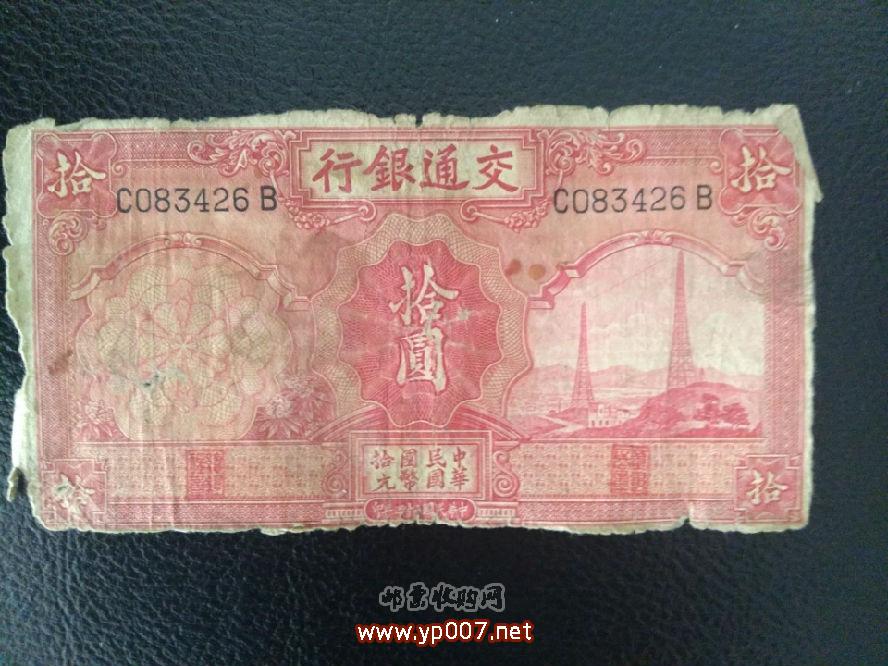 行銀通交
拾
拾
C083426 B
C083426 B
拾圓
中華
民國
國幣
拾元
拾
拾
邮票收购网
www.yp007.net